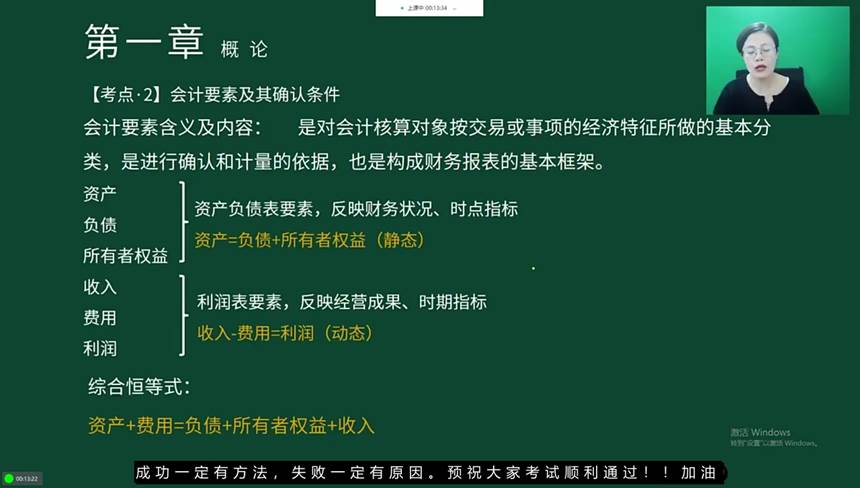 上课中 00:13:34
第一章 概论
【考点·2】会计要素及其确认条件
会计要素含义及内容： 是对会计核算对象按交易或事项的经济特征所做的基本分
类，是进行确认和计量的依据，也是构成财务报表的基本框架。
资产
负债
所有者权益
资产负债表要素，反映财务状况、时点指标
资产=负债+所有者权益（静态）
收入
费用
利润
利润表要素，反映经营成果、时期指标
收入-费用=利润（动态）
综合恒等式：
资产+费用=负债+所有者权益+收入
激活 Windows
转到"设置"以激活 Windows。
00:13:22
成功一定有方法，失败一定有原因。预祝大家考试顺利通过！！加油